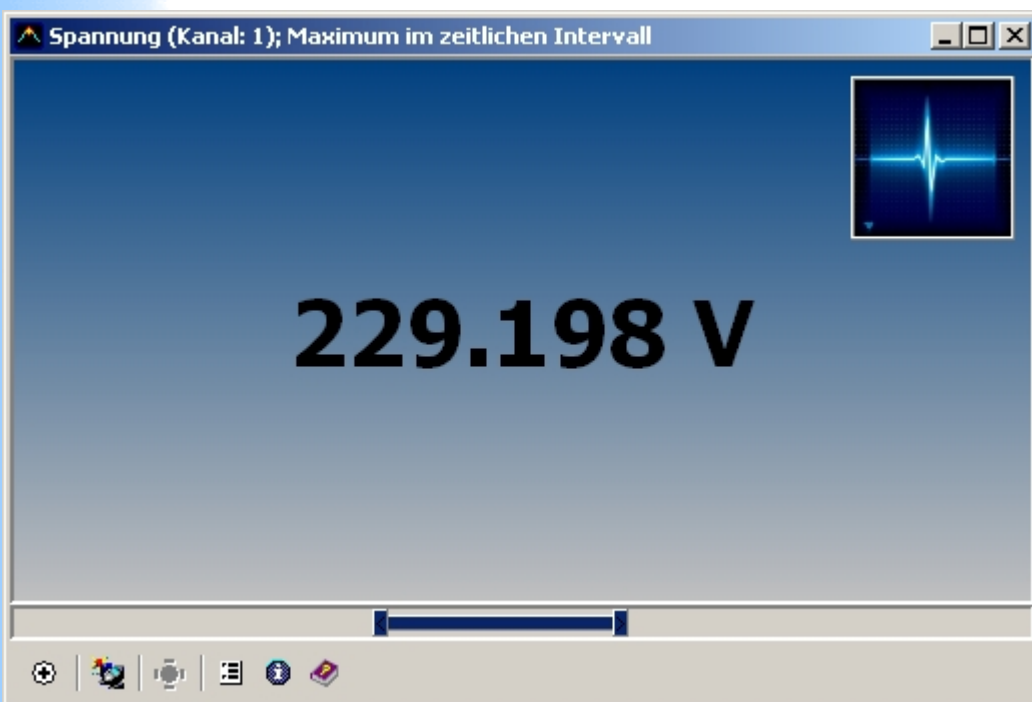 Spannung (Kanal: 1); Maximum im zeitlichen Intervall
229.198 V